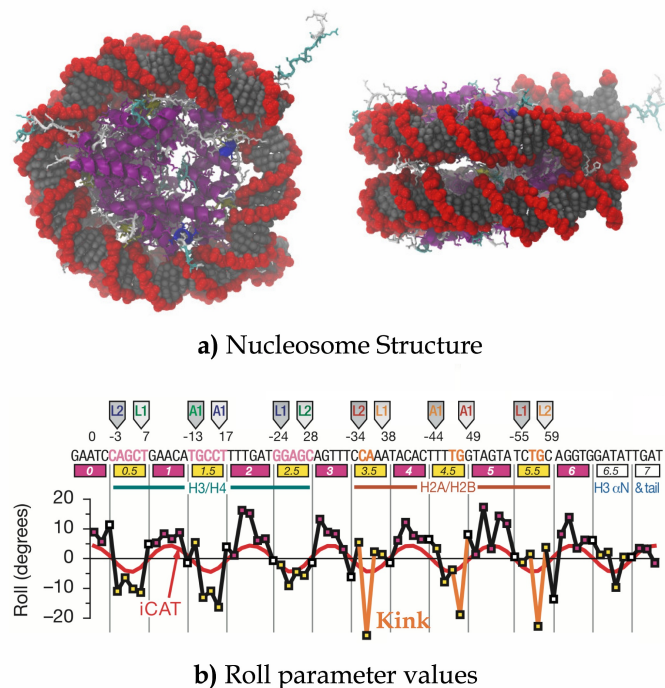 a) Nucleosome Structure
L2 L1 A1 A1 L1 L2 L2 L1 A1 A1 L1 L2
0 -3 7 -13 17 -24 28 -34 38 -44 49 -55 59
GAATCCAGCTGAACATGCCTTTTGATGGAGCAGTTTCCAAATACACTTTTGGTAGTATCTGCAGGTGGATATTGAT
0 0.5 1 1.5 2 2.5 3 3.5 4 4.5 5 5.5 6 6.5 7
H3/H4 H2A/H2B H3 αN & tail
20
10
0
-10
-20
Roll (degrees)
iCAT
Kink
b) Roll parameter values